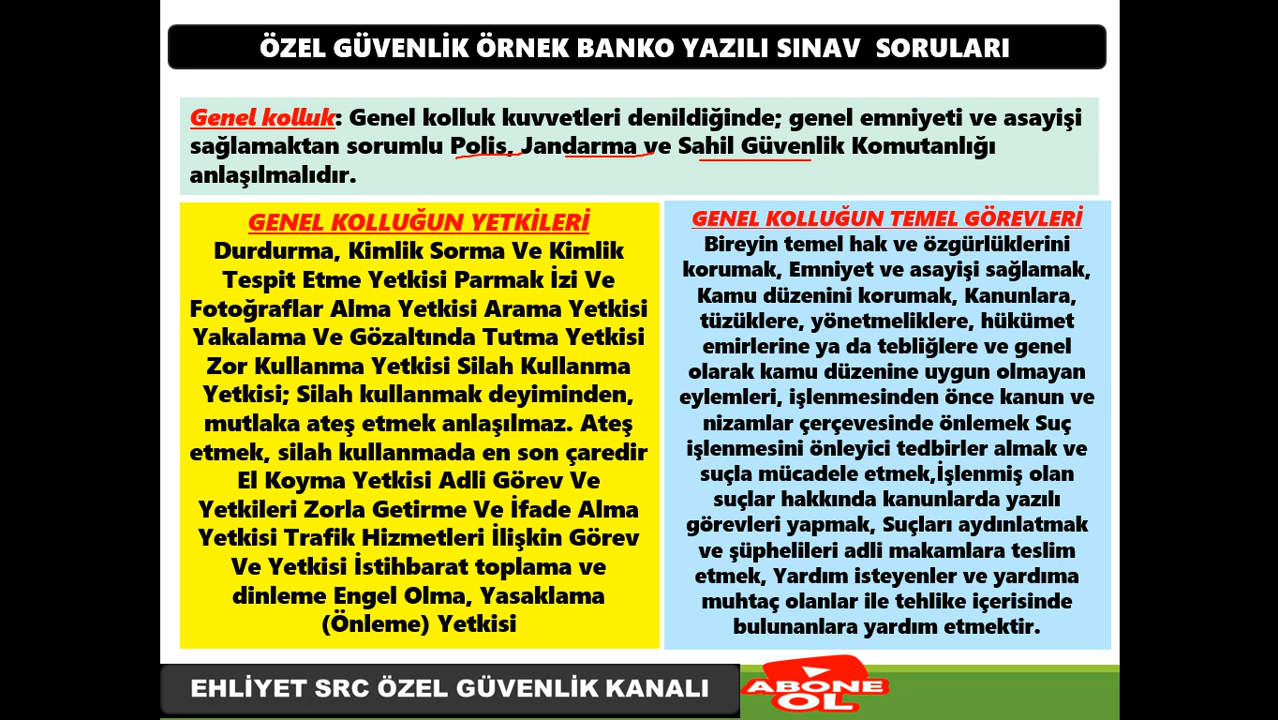 ÖZEL GÜVENLİK ÖRNEK BANKO YAZILI SINAV SORULARI
Genel kolluk: Genel kolluk kuvvetleri denildiğinde; genel emniyeti ve asayişi
sağlamaktan sorumlu Polis, Jandarma ve Sahil Güvenlik Komutanlığı
anlaşılmalıdır.
GENEL KOLLUĞUN YETKİLERİ
Durdurma, Kimlik Sorma Ve Kimlik
Tespit Etme Yetkisi Parmak İzi Ve
Fotoğraflar Alma Yetkisi Arama Yetkisi
Yakalama Ve Gözaltında Tutma Yetkisi
Zor Kullanma Yetkisi Silah Kullanma
Yetkisi; Silah kullanmak deyiminden,
mutlaka ateş etmek anlaşılmaz. Ateş
etmek, silah kullanmada en son çaredir
El Koyma Yetkisi Adli Görev Ve
Yetkileri Zorla Getirme Ve İfade Alma
Yetkisi Trafik Hizmetleri İlişkin Görev
Ve Yetkisi İstihbarat toplama ve
dinleme Engel Olma, Yasaklama
(Önleme) Yetkisi
GENEL KOLLUĞUN TEMEL GÖREVLERİ
Bireyin temel hak ve özgürlüklerini
korumak, Emniyet ve asayişi sağlamak,
Kamu düzenini korumak, Kanunlara,
tüzüklere, yönetmeliklere, hükümet
emirlerine ya da tebliğlere ve genel
olarak kamu düzenine uygun olmayan
eylemleri, işlenmesinden önce kanun ve
nizamlar çerçevesinde önlemek Suç
işlenmesini önleyici tedbirler almak ve
suçla mücadele etmek,İşlenmiş olan
suçlar hakkında kanunlarda yazılı
görevleri yapmak, Suçları aydınlatmak
ve şüphelileri adli makamlara teslim
etmek, Yardım isteyenler ve yardıma
muhtaç olanlar ile tehlike içerisinde
bulunanlara yardım etmektir.
EHLİYET SRC ÖZEL GÜVENLİK KANALI
ABONE
OL